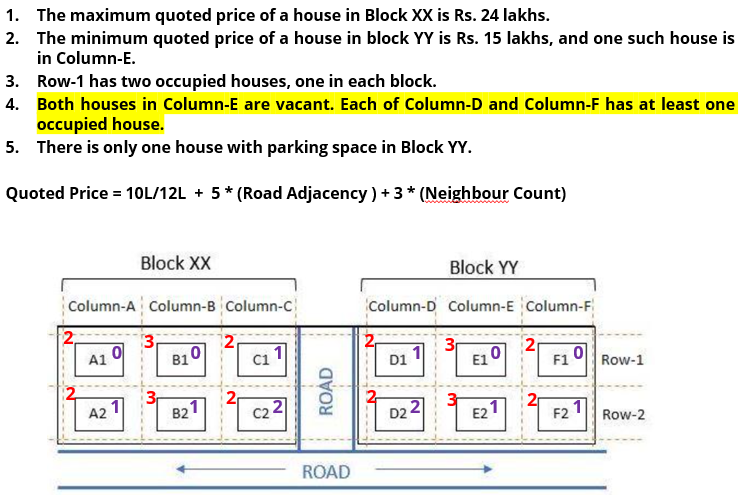 1. The maximum quoted price of a house in Block XX is Rs. 24 lakhs.
2. The minimum quoted price of a house in block YY is Rs. 15 lakhs, and one such house is
in Column-E.
3. Row-1 has two occupied houses, one in each block.
4. Both houses in Column-E are vacant. Each of Column-D and Column-F has at least one
occupied house.
5. There is only one house with parking space in Block YY.
Quoted Price = 10L/12L + 5 * (Road Adjacency ) + 3 * (Neighbour Count)
Block XX Block YY
Column-A Column-B Column-C Column-D Column-E Column-F
2 3 2 2 3 2
A1 0 B1 0 C1 1 D1 1 E1 0 F1 0 Row-1
2 3 2 2 3 2
A2 1 B2 1 C2 2 ROAD D2 2 E2 1 F2 1 Row-2
ROAD